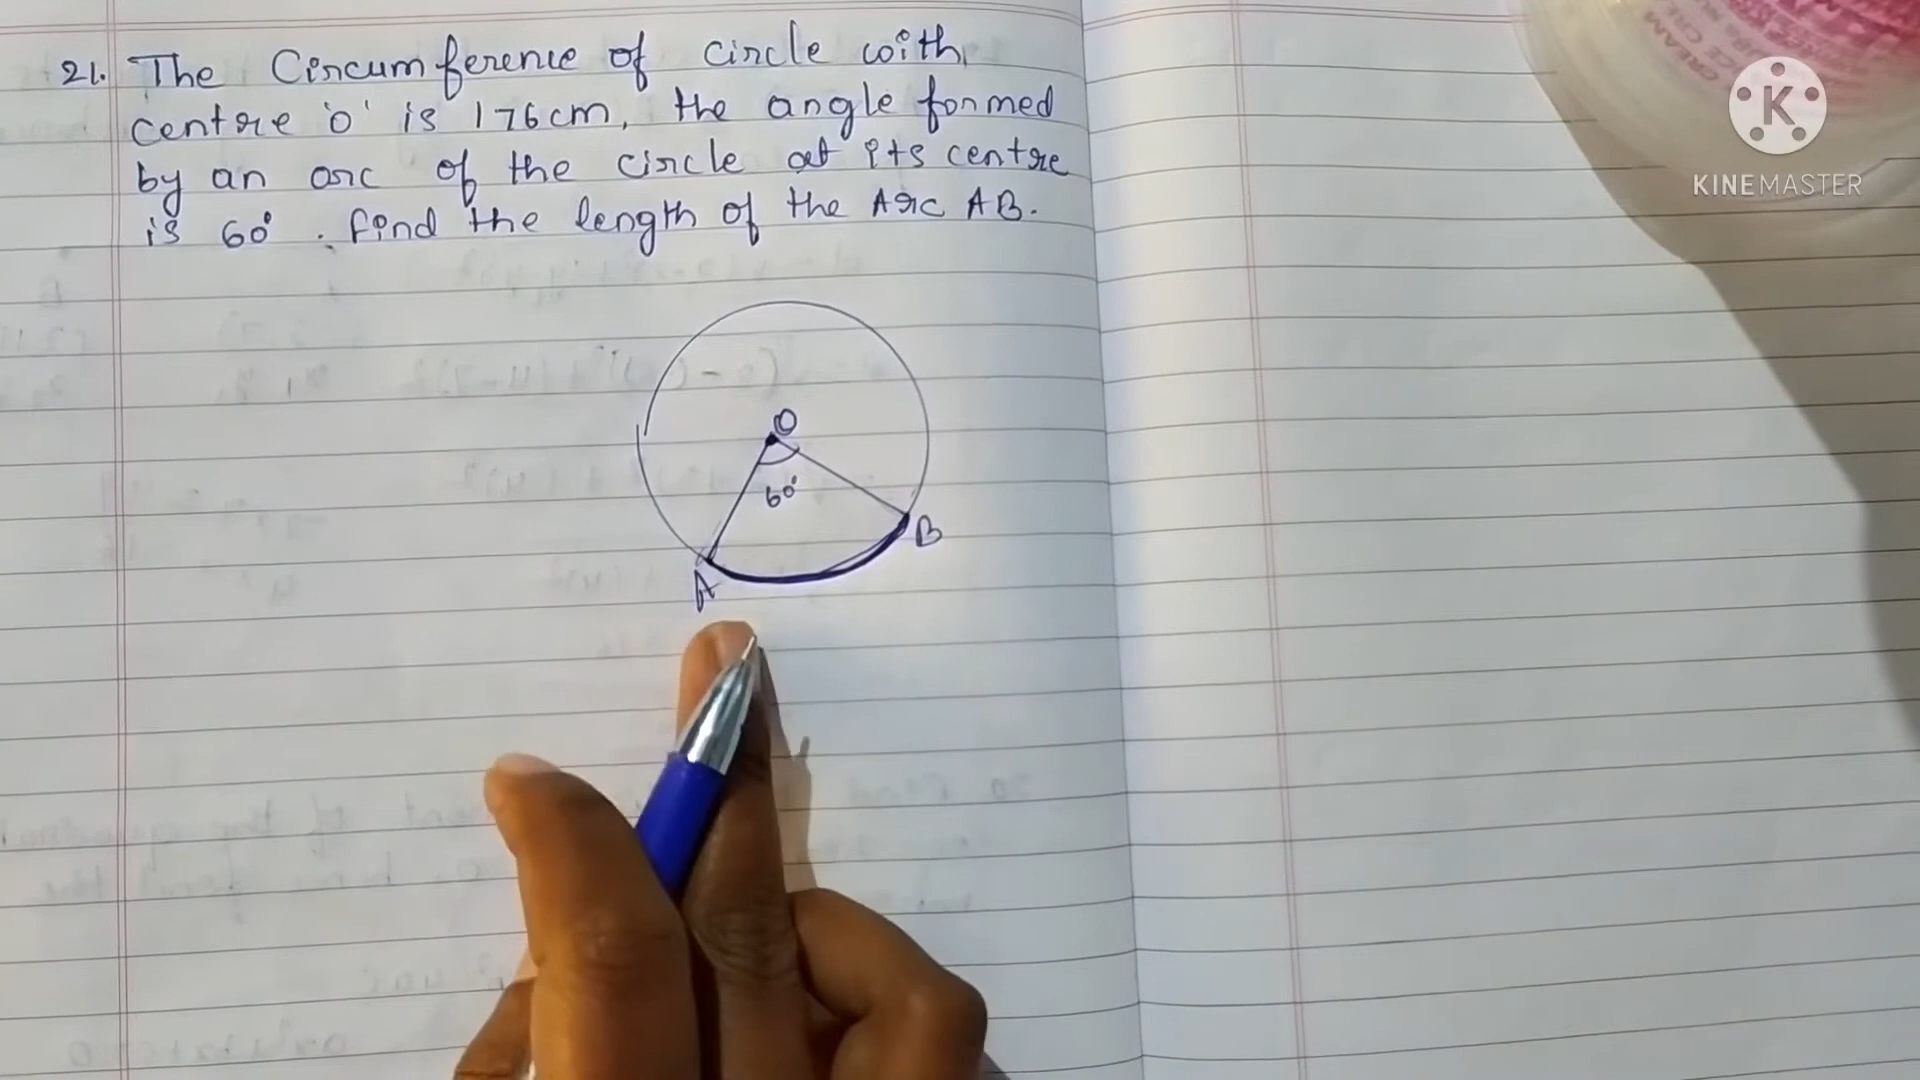 21. The Circumference of circle with
centre 'O' is 176cm, the angle formed
by an arc of the circle at its centre
is 60°. find the length of the Arc AB.
O
60°
A
B
K
KINEMASTER